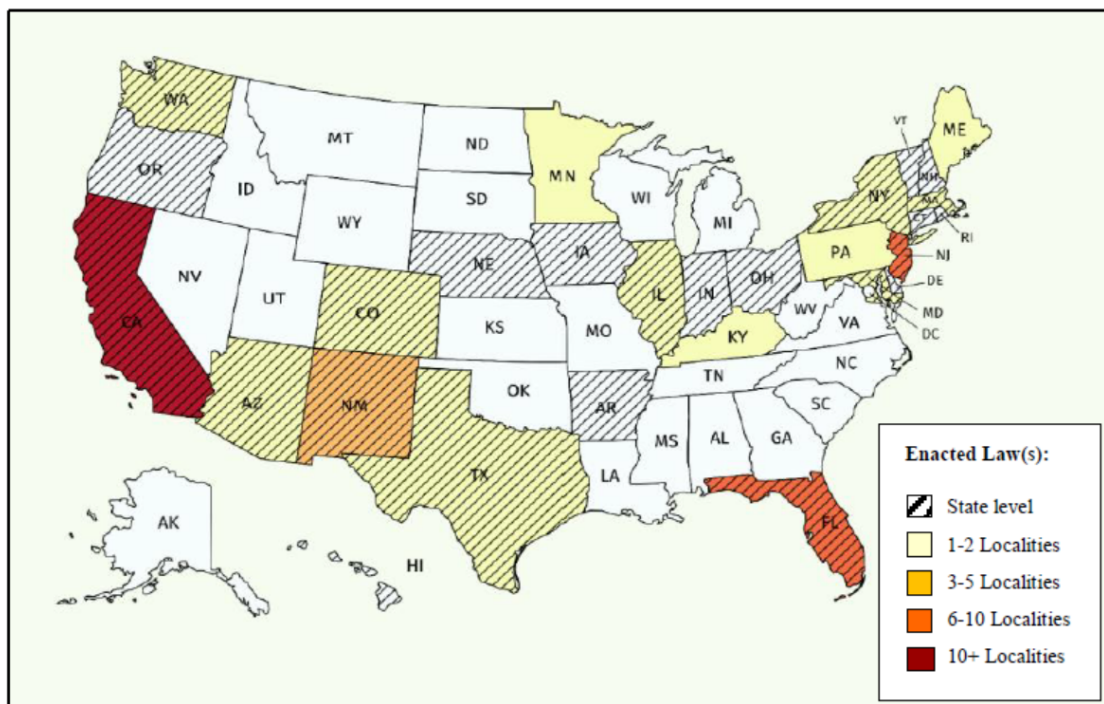 WA
MT
ND
MN
ME
VT
NH
OR
ID
SD
WI
NY
MA
WY
MI
CT
RI
IA
PA
NE
NJ
NV
OH
IL
IN
DE
UT
CO
WV
MD
CA
KS
MO
VA
DC
KY
NC
TN
AZ
NM
OK
AR
SC
MS
AL
GA
TX
LA
FL
AK
HI
Enacted Law(s):
State level
1-2 Localities
3-5 Localities
6-10 Localities
10+ Localities